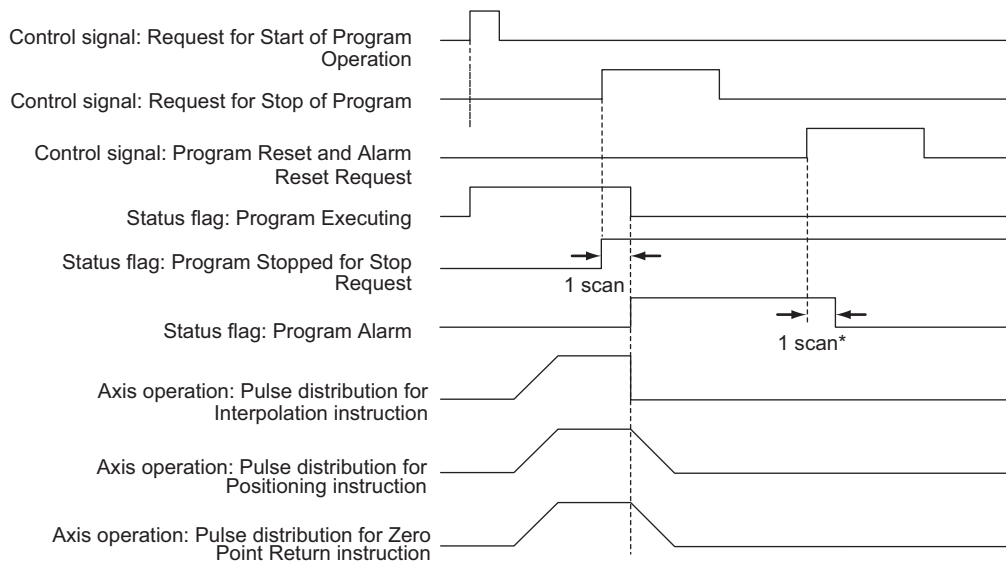 Control signal: Request for Start of Program
Operation
Control signal: Request for Stop of Program
Control signal: Program Reset and Alarm
Reset Request
Status flag: Program Executing
Status flag: Program Stopped for Stop
Request
1 scan
Status flag: Program Alarm
1 scan*
Axis operation: Pulse distribution for
Interpolation instruction
Axis operation: Pulse distribution for
Positioning instruction
Axis operation: Pulse distribution for Zero
Point Return instruction